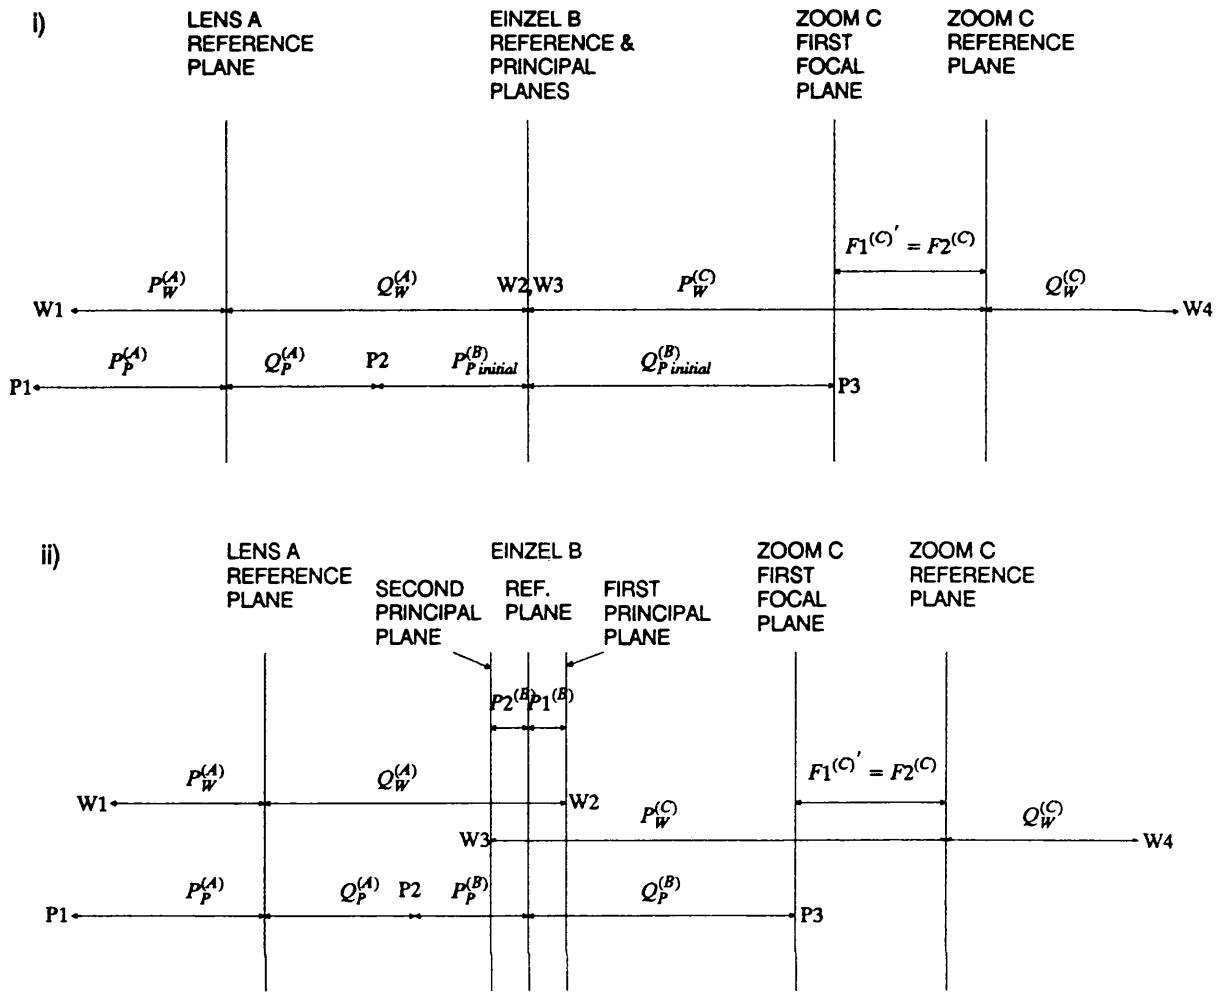 i)
LENS A
REFERENCE
PLANE
EINZEL B
REFERENCE &
PRINCIPAL
PLANES
ZOOM C
FIRST
FOCAL
PLANE
ZOOM C
REFERENCE
PLANE
F1^{(C)'} = F2^{(C)}
W1
P_W^{(A)}
Q_W^{(A)}
W2,W3
P_W^{(C)}
Q_W^{(C)}
W4
P1
P_P^{(A)}
Q_P^{(A)}
P2
P_{P initial}^{(B)}
Q_{P initial}^{(B)}
P3
ii)
LENS A
REFERENCE
PLANE
EINZEL B
SECOND
PRINCIPAL
PLANE
REF.
PLANE
FIRST
PRINCIPAL
PLANE
ZOOM C
FIRST
FOCAL
PLANE
ZOOM C
REFERENCE
PLANE
P2^{(B)}
P1^{(B)}
F1^{(C)'} = F2^{(C)}
W1
P_W^{(A)}
Q_W^{(A)}
W2
W3
P_W^{(C)}
Q_W^{(C)}
W4
P1
P_P^{(A)}
Q_P^{(A)}
P2
P_P^{(B)}
Q_P^{(B)}
P3